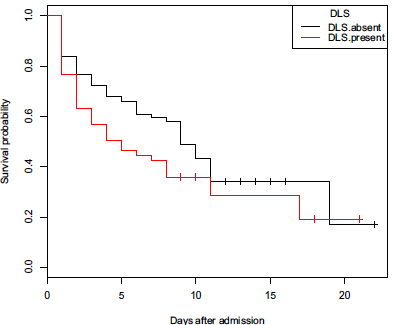 DLS
DLS.absent
DLS.present
Survival probability
1.0
0.8
0.6
0.4
0.2
0.0
0 5 10 15 20
Days after admission